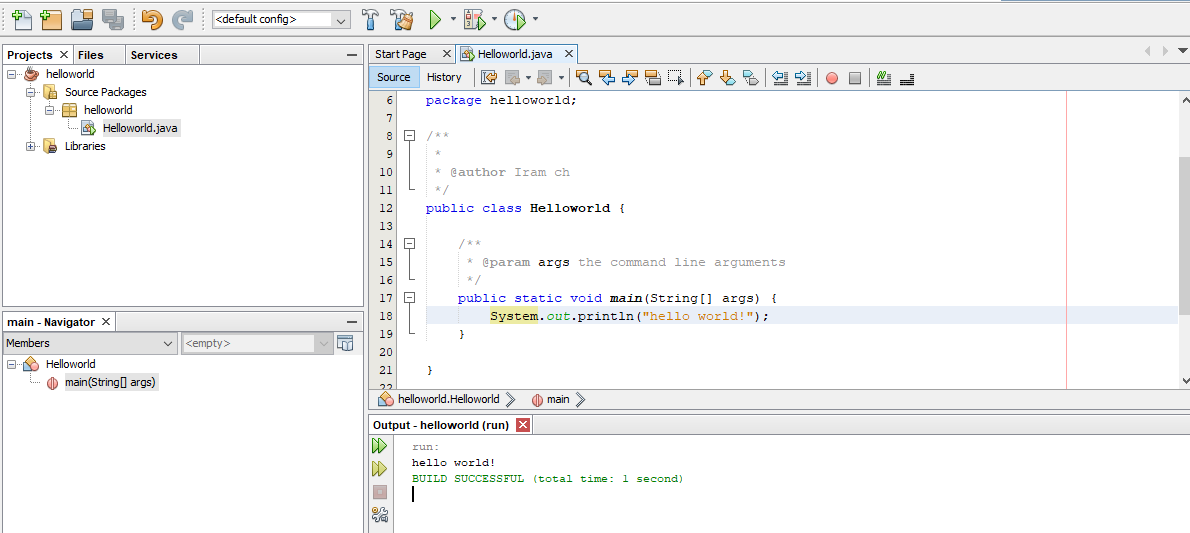 <default config>
Projects Files Services
helloworld
Source Packages
helloworld
Helloworld.java
Libraries
main - Navigator
Members <empty>
Helloworld
main(String[] args)
Start Page Helloworld.java
Source History
6 package helloworld;
7
8 /**
9 *
10 * @author Iram ch
11 */
12 public class Helloworld {
13
14 /**
15 * @param args the command line arguments
16 */
17 public static void main(String[] args) {
18 System.out.println("hello world!");
19 }
20
21 }
22
helloworld.Helloworld main
Output - helloworld (run)
run:
hello world!
BUILD SUCCESSFUL (total time: 1 second)